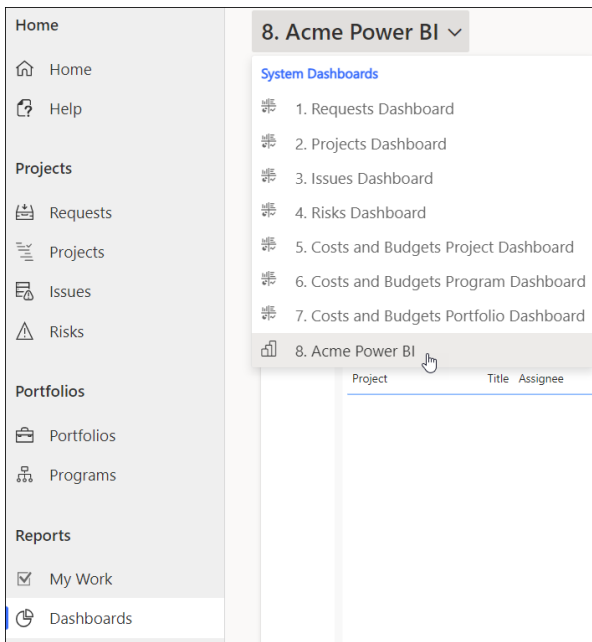 Home
Home
Help
Projects
Requests
Projects
Issues
Risks
Portfolios
Portfolios
Programs
Reports
My Work
Dashboards
8. Acme Power BI
System Dashboards
1. Requests Dashboard
2. Projects Dashboard
3. Issues Dashboard
4. Risks Dashboard
5. Costs and Budgets Project Dashboard
6. Costs and Budgets Program Dashboard
7. Costs and Budgets Portfolio Dashboard
8. Acme Power BI
Project Title Assignee